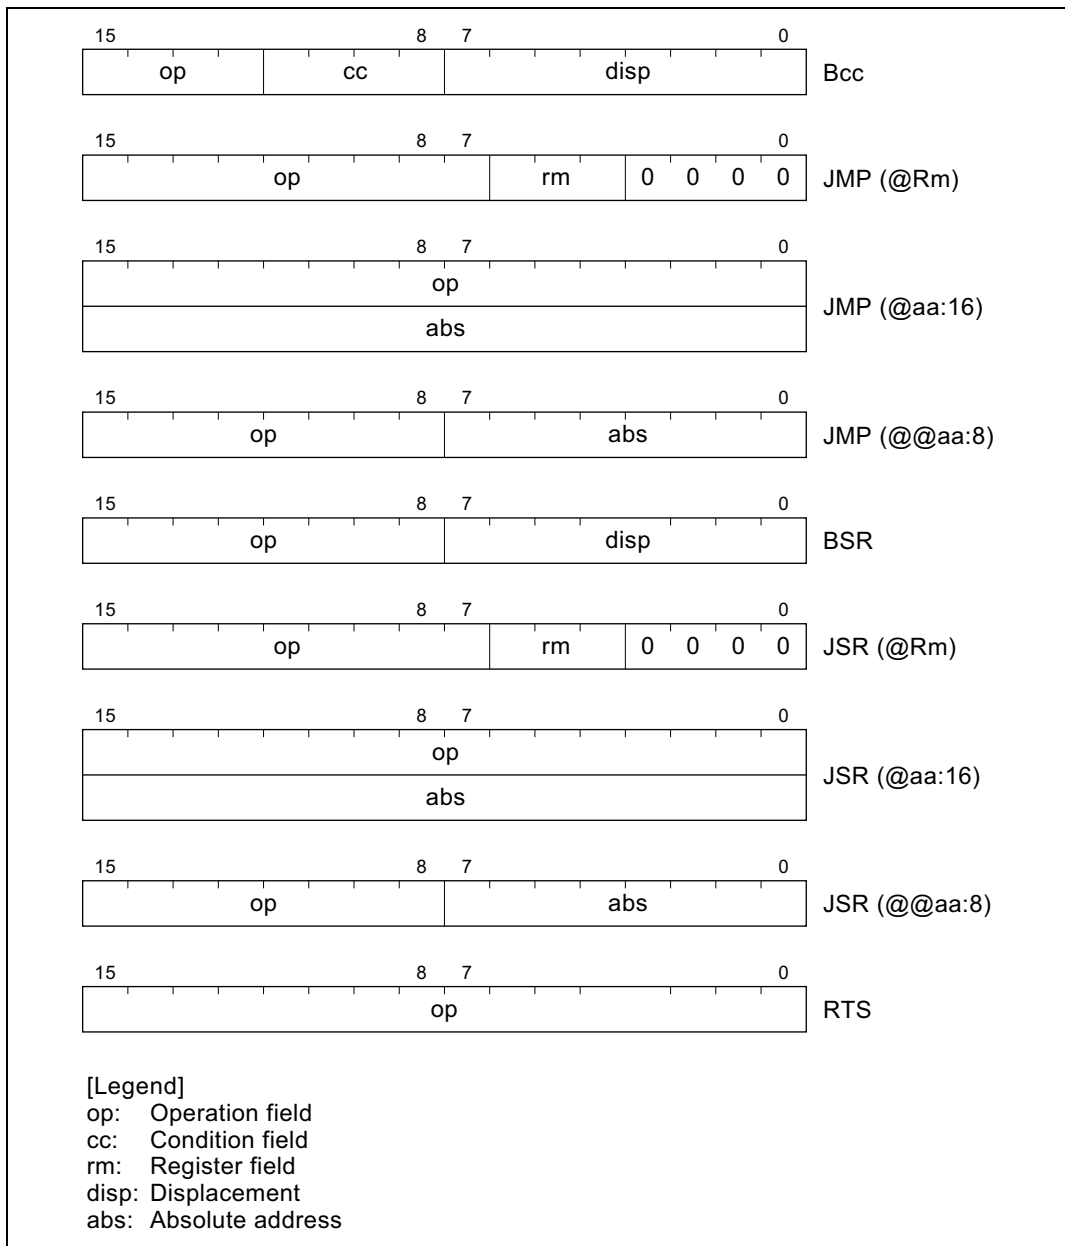 15 8 7 0
op cc disp Bcc
15 8 7 0
op rm 0 0 0 0 JMP (@Rm)
15 8 7 0
op
JMP (@aa:16)
abs
15 8 7 0
op abs JMP (@@aa:8)
15 8 7 0
op disp BSR
15 8 7 0
op rm 0 0 0 0 JSR (@Rm)
15 8 7 0
op
JSR (@aa:16)
abs
15 8 7 0
op abs JSR (@@aa:8)
15 8 7 0
op RTS
[Legend]
op: Operation field
cc: Condition field
rm: Register field
disp: Displacement
abs: Absolute address